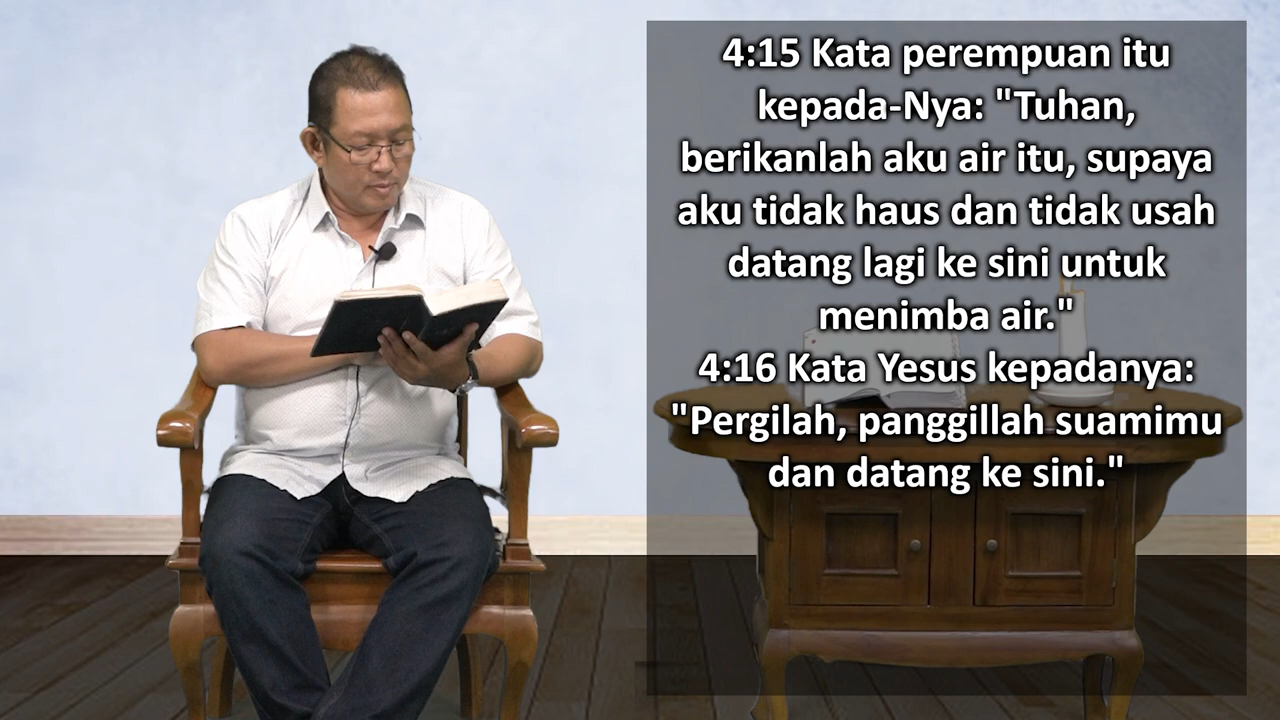 4:15 Kata perempuan itu
kepada-Nya: "Tuhan,
berikanlah aku air itu, supaya
aku tidak haus dan tidak usah
datang lagi ke sini untuk
menimba air."
4:16 Kata Yesus kepadanya:
"Pergilah, panggillah suamimu
dan datang ke sini."